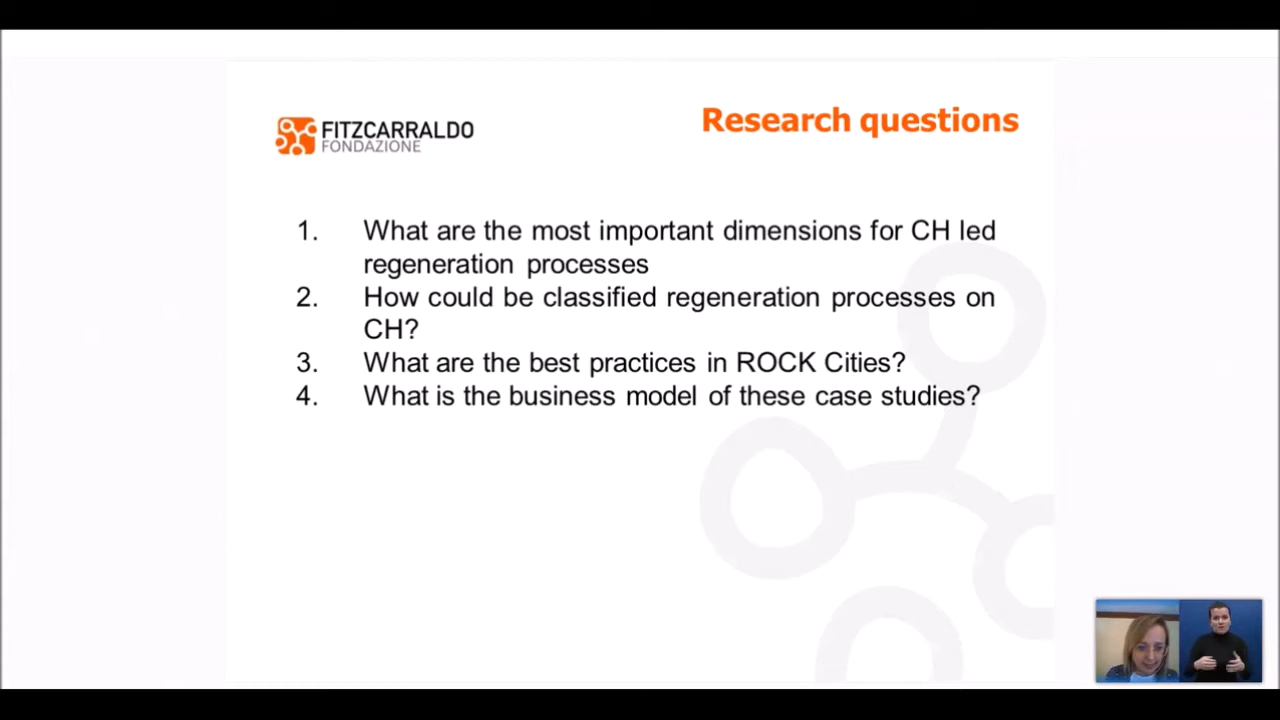 FITZCARRALDO
FONDAZIONE
Research questions
1. What are the most important dimensions for CH led
regeneration processes
2. How could be classified regeneration processes on
CH?
3. What are the best practices in ROCK Cities?
4. What is the business model of these case studies?